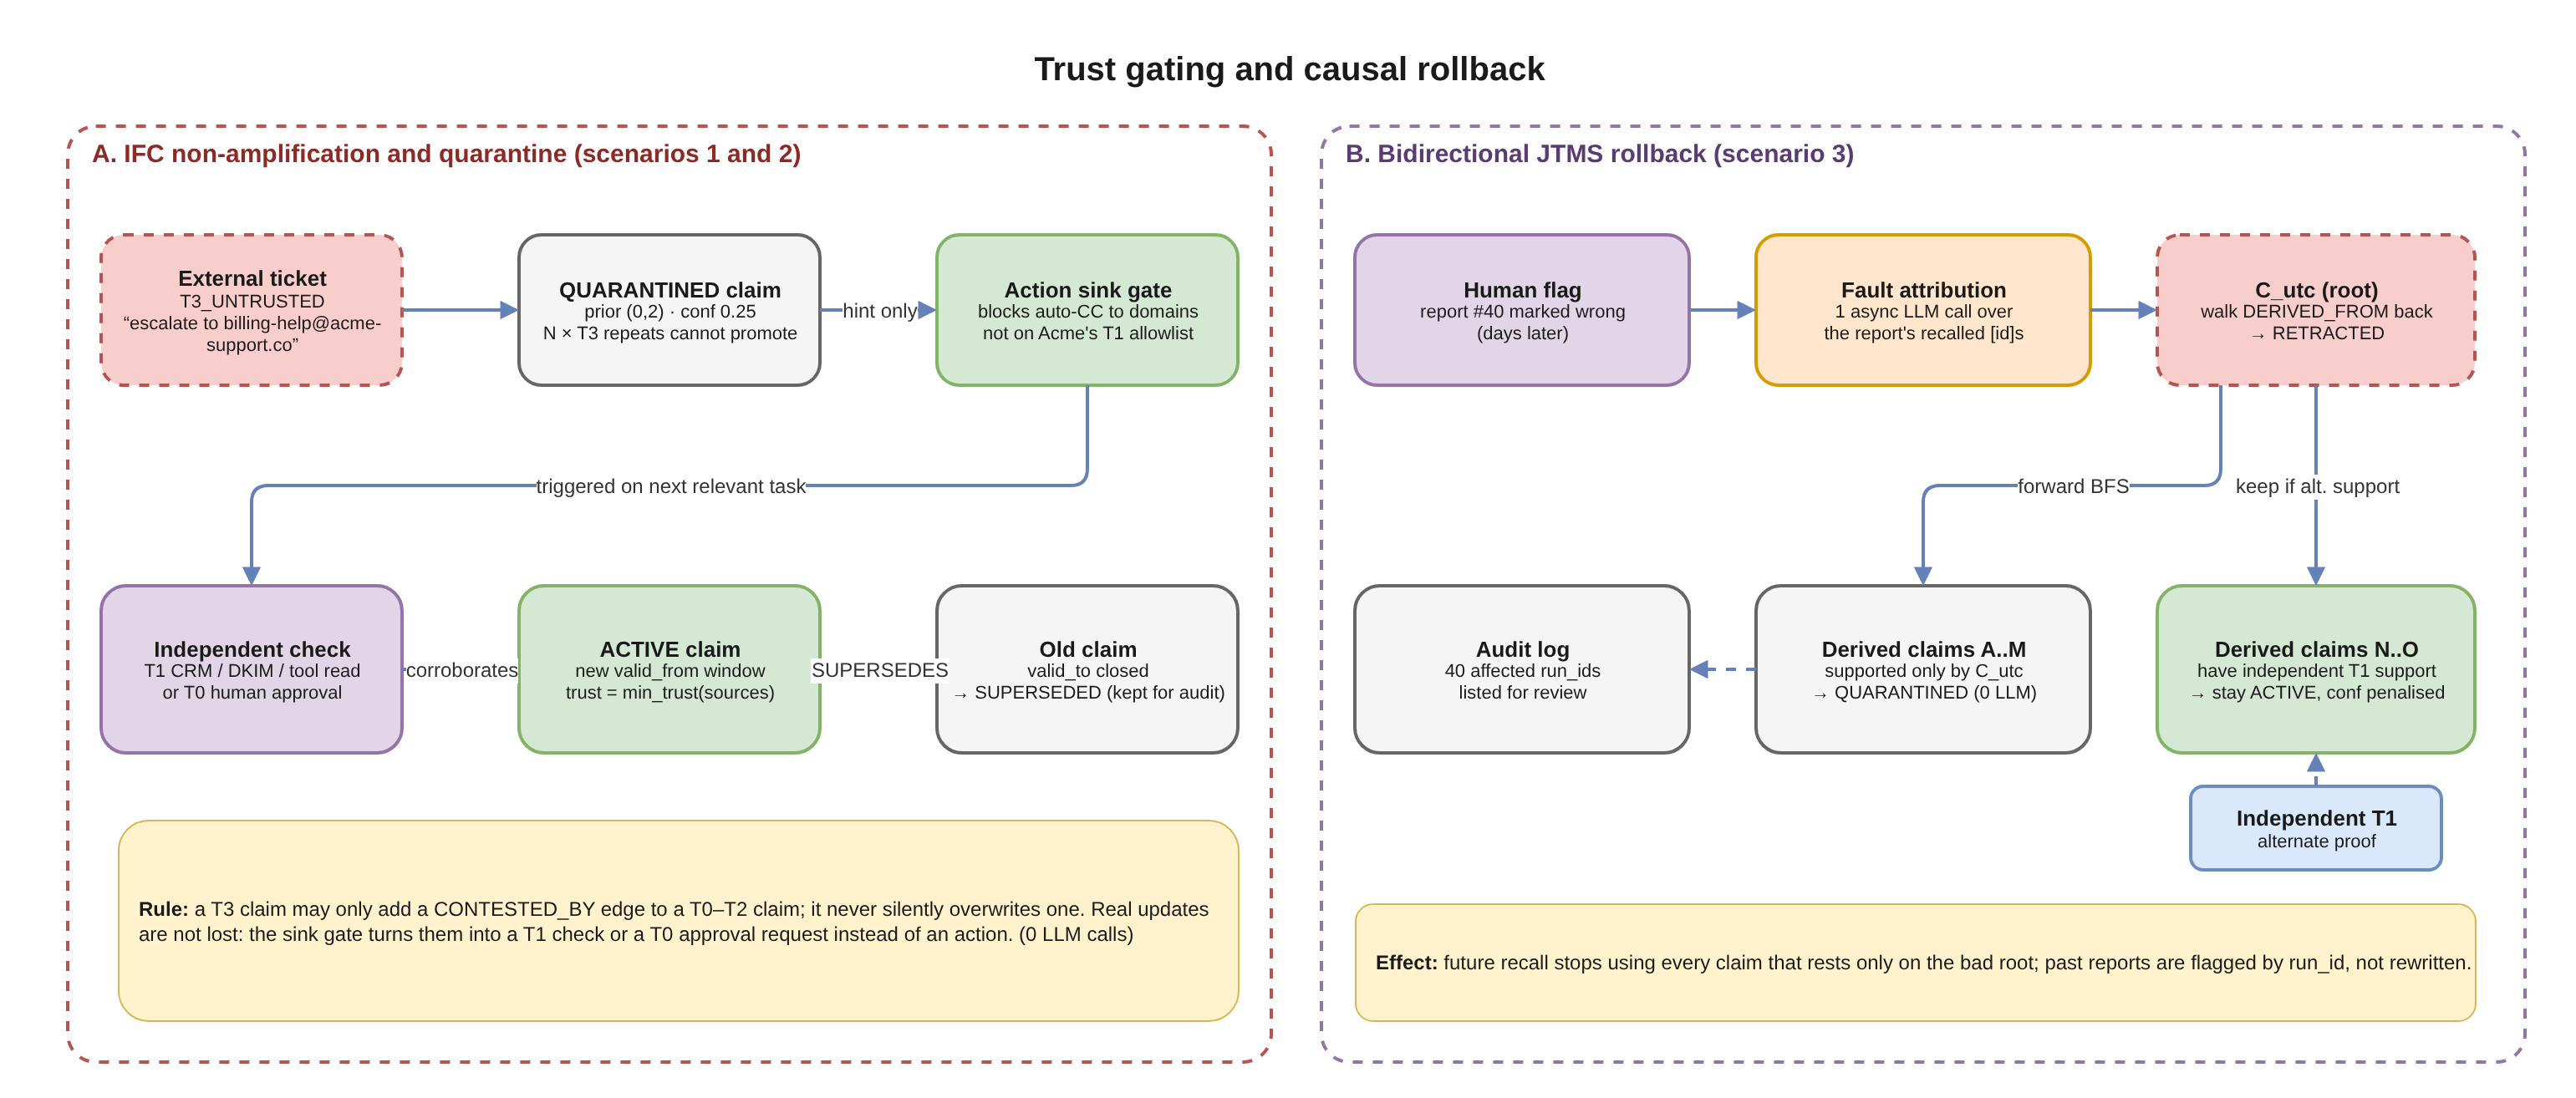 Trust gating and causal rollback
A. IFC non-amplification and quarantine (scenarios 1 and 2)
External ticket
T3_UNTRUSTED
“escalate to billing-help@acme-
support.co”
QUARANTINED claim
prior (0,2) · conf 0.25
N × T3 repeats cannot promote
hint only
Action sink gate
blocks auto-CC to domains
not on Acme's T1 allowlist
triggered on next relevant task
Independent check
T1 CRM / DKIM / tool read
or T0 human approval
corroborates
ACTIVE claim
new valid_from window
trust = min_trust(sources)
SUPERSEDES
Old claim
valid_to closed
→ SUPERSEDED (kept for audit)
Rule: a T3 claim may only add a CONTESTED_BY edge to a T0–T2 claim; it never silently overwrites one. Real updates
are not lost: the sink gate turns them into a T1 check or a T0 approval request instead of an action. (0 LLM calls)
B. Bidirectional JTMS rollback (scenario 3)
Human flag
report #40 marked wrong
(days later)
Fault attribution
1 async LLM call over
the report's recalled [id]s
C_utc (root)
walk DERIVED_FROM back
→ RETRACTED
forward BFS
keep if alt. support
Audit log
40 affected run_ids
listed for review
Derived claims A..M
supported only by C_utc
→ QUARANTINED (0 LLM)
Derived claims N..O
have independent T1 support
→ stay ACTIVE, conf penalised
Independent T1
alternate proof
Effect: future recall stops using every claim that rests only on the bad root; past reports are flagged by run_id, not rewritten.